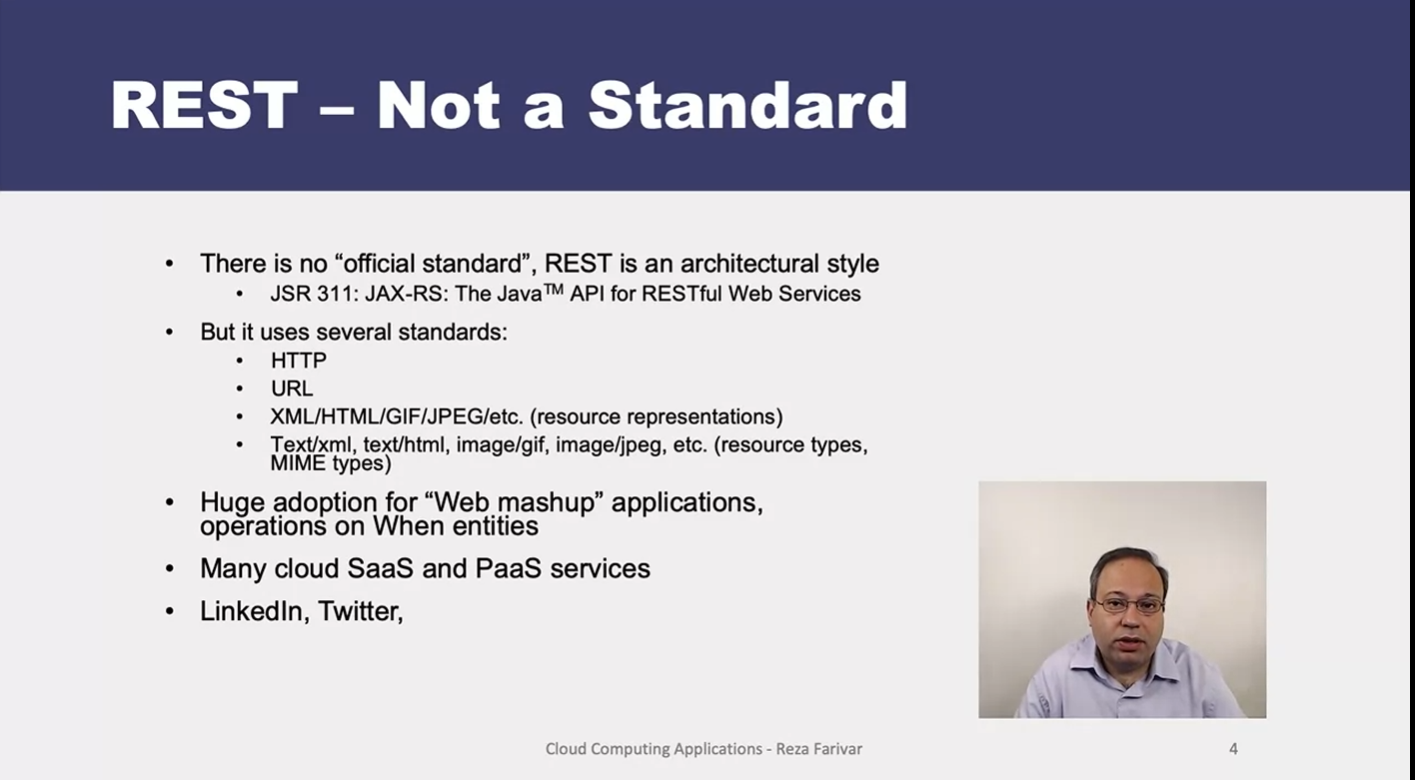 REST – Not a Standard
• There is no “official standard”, REST is an architectural style
• JSR 311: JAX-RS: The Java™ API for RESTful Web Services
• But it uses several standards:
• HTTP
• URL
• XML/HTML/GIF/JPEG/etc. (resource representations)
• Text/xml, text/html, image/gif, image/jpeg, etc. (resource types,
MIME types)
• Huge adoption for “Web mashup” applications,
operations on When entities
• Many cloud SaaS and PaaS services
• LinkedIn, Twitter,
Cloud Computing Applications - Reza Farivar
4